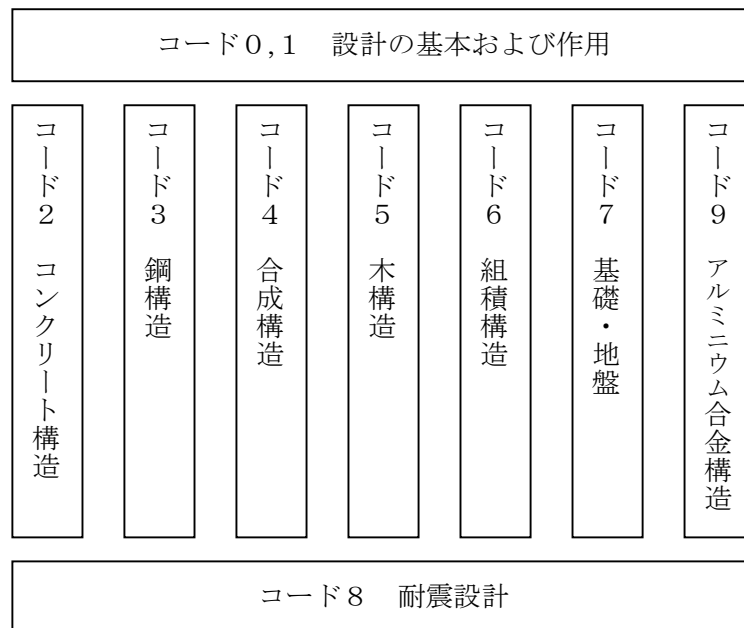 コード０,１　設計の基本および作用
コード２　コンクリート構造
コード３　鋼構造
コード４　合成構造
コード５　木構造
コード６　組積構造
コード７　基礎・地盤
コード９　アルミニウム合金構造
コード８　耐震設計